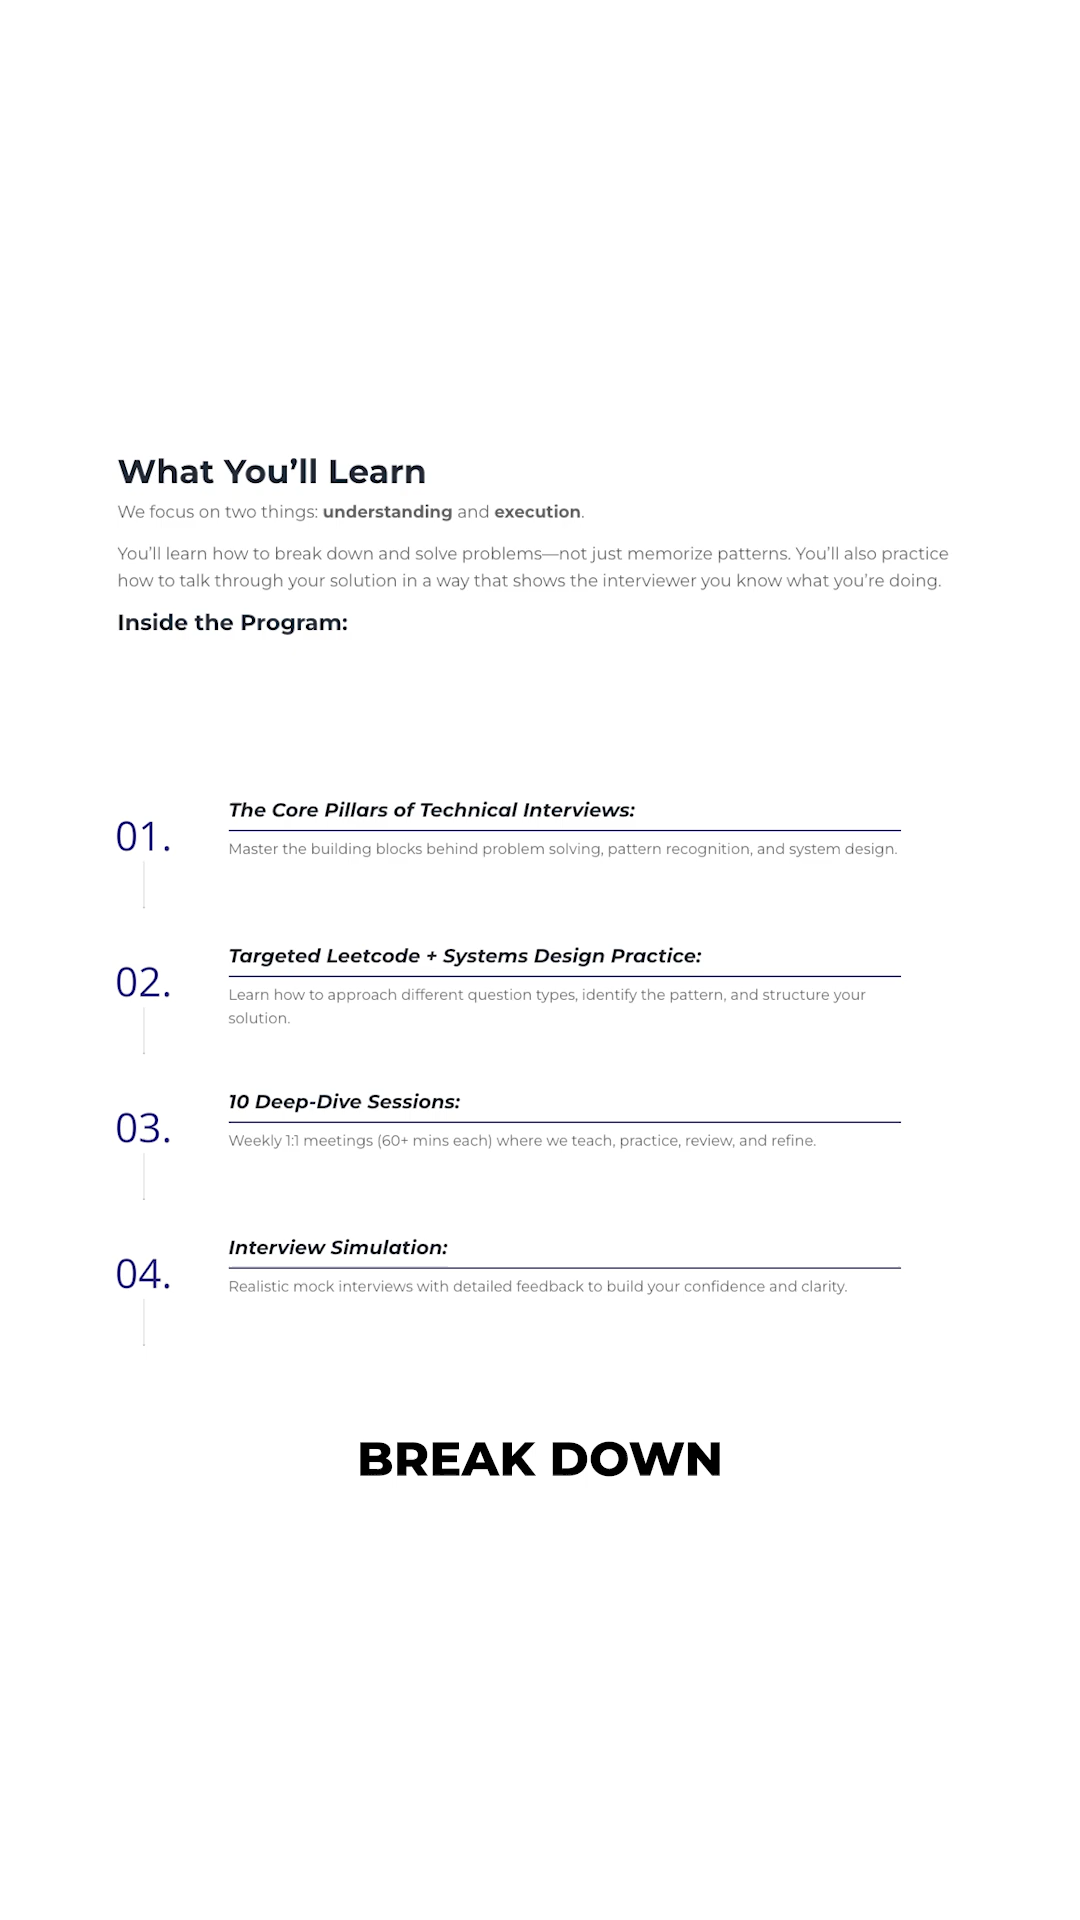 What You’ll Learn
We focus on two things: understanding and execution.
You’ll learn how to break down and solve problems—not just memorize patterns. You’ll also practice
how to talk through your solution in a way that shows the interviewer you know what you’re doing.
Inside the Program:
01.
The Core Pillars of Technical Interviews:
Master the building blocks behind problem solving, pattern recognition, and system design.
02.
Targeted Leetcode + Systems Design Practice:
Learn how to approach different question types, identify the pattern, and structure your
solution.
03.
10 Deep-Dive Sessions:
Weekly 1:1 meetings (60+ mins each) where we teach, practice, review, and refine.
04.
Interview Simulation:
Realistic mock interviews with detailed feedback to build your confidence and clarity.
BREAK DOWN